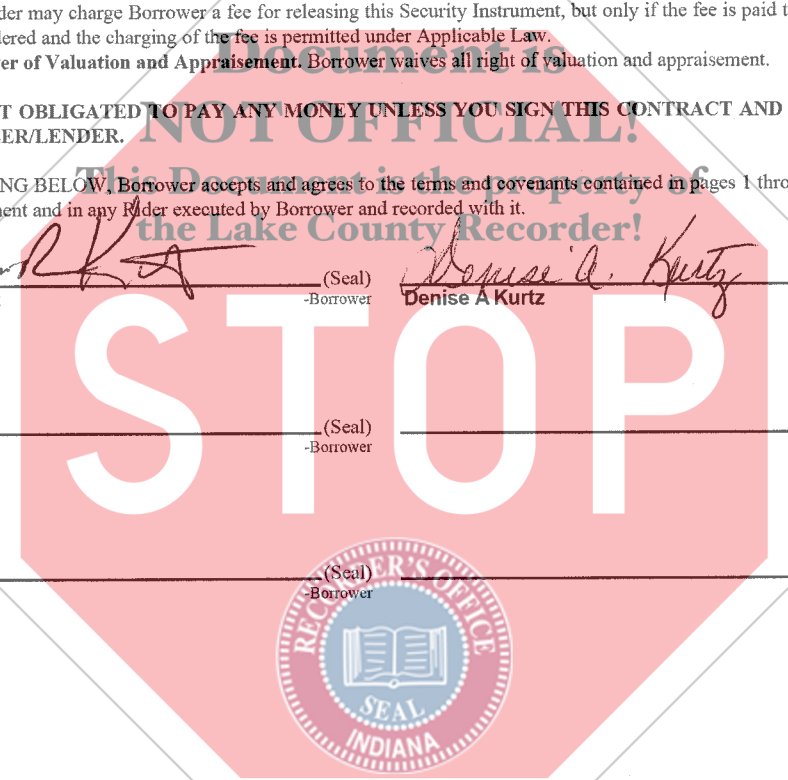 der may charge Borrower a fee for releasing this Security Instrument, but only if the fee is paid t
lered and the charging of the fee is permitted under Applicable Law.
er of Valuation and Appraisement. Borrower waives all right of valuation and appraisement.
Document is
NOT OFFICIAL!
This Document is the property of
the Lake County Recorder!
T OBLIGATED TO PAY ANY MONEY UNLESS YOU SIGN THIS CONTRACT AND
ER/LENDER.
NG BELOW, Borrower accepts and agrees to the terms and covenants contained in pages 1 thro
ent and in any Rider executed by Borrower and recorded with it.
(Seal)
-Borrower
Denise A. Kurtz
Denise A Kurtz
STOP
(Seal)
-Borrower
(Seal)
-Borrower
RECORDER'S OFFICE
SEAL
INDIANA